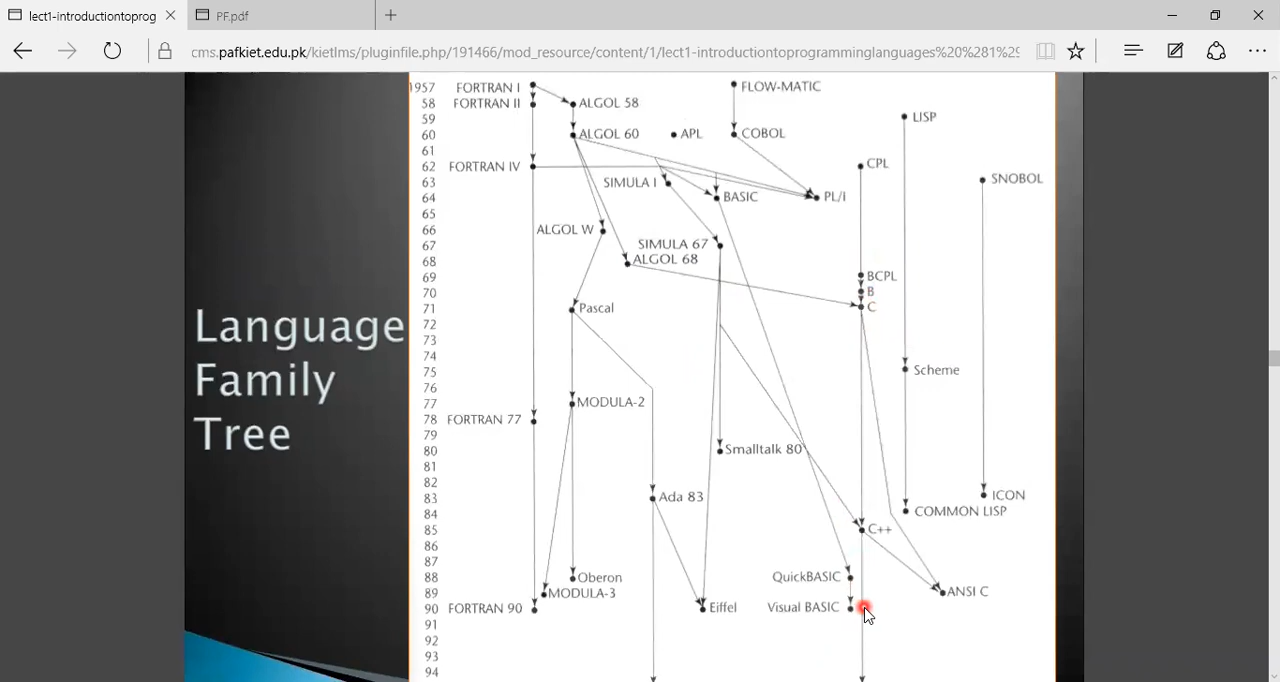 lect1-introductiontoprog
PF.pdf
cms.pafkiet.edu.pk/kietlms/pluginfile.php/191466/mod_resource/content/1/lect1-introductiontoprogramminglanguages%20%281%29
Language
Family
Tree
1957 FORTRAN I FLOW-MATIC
58 FORTRAN II ALGOL 58
59 LISP
60 ALGOL 60 APL COBOL
61
62 FORTRAN IV CPL
63 SIMULA I SNOBOL
64 BASIC PL/I
65
66 ALGOL W
67 SIMULA 67
68 ALGOL 68
69 BCPL
70 B
71 Pascal C
72
73
74
75 Scheme
76
77 MODULA-2
78 FORTRAN 77
79
80 Smalltalk 80
81
82
83 Ada 83 ICON
84 COMMON LISP
85 C++
86
87
88 Oberon QuickBASIC
89 MODULA-3 ANSI C
90 FORTRAN 90 Eiffel Visual BASIC
91
92
93
94